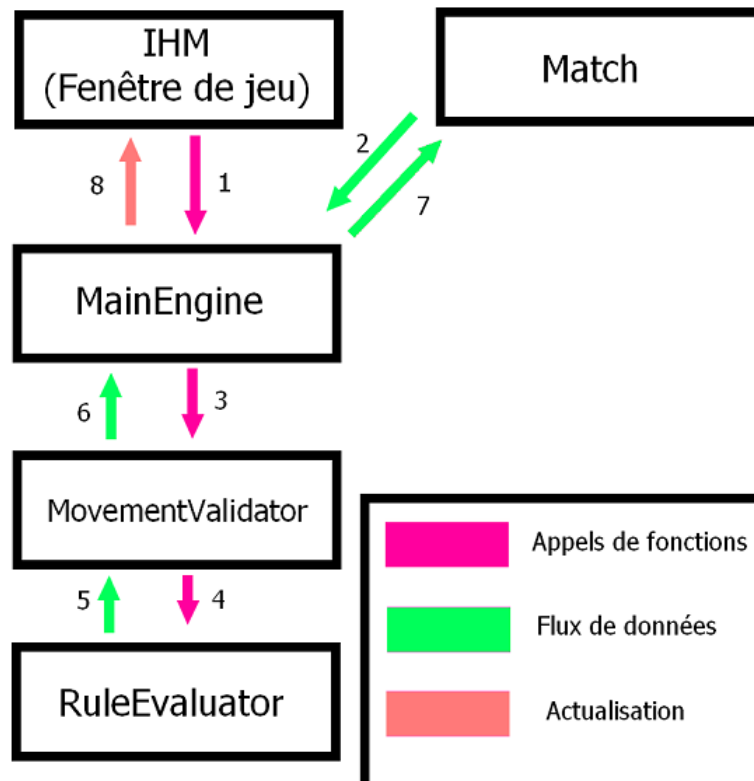 IHM
(Fenêtre de jeu)
Match
2
8
1
7
MainEngine
6
3
MovementValidator
5
4
RuleEvaluator
Appels de fonctions
Flux de données
Actualisation